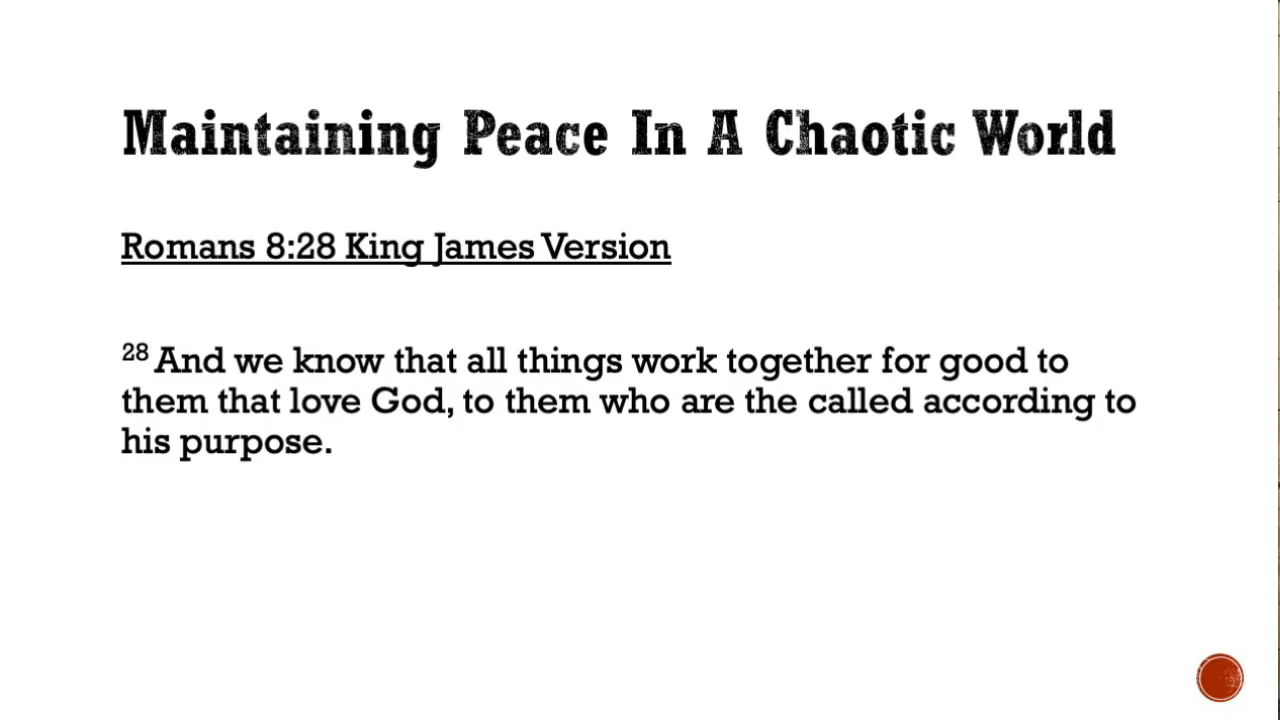 Maintaining Peace In A Chaotic World
Romans 8:28 King James Version
28 And we know that all things work together for good to
them that love God, to them who are the called according to
his purpose.